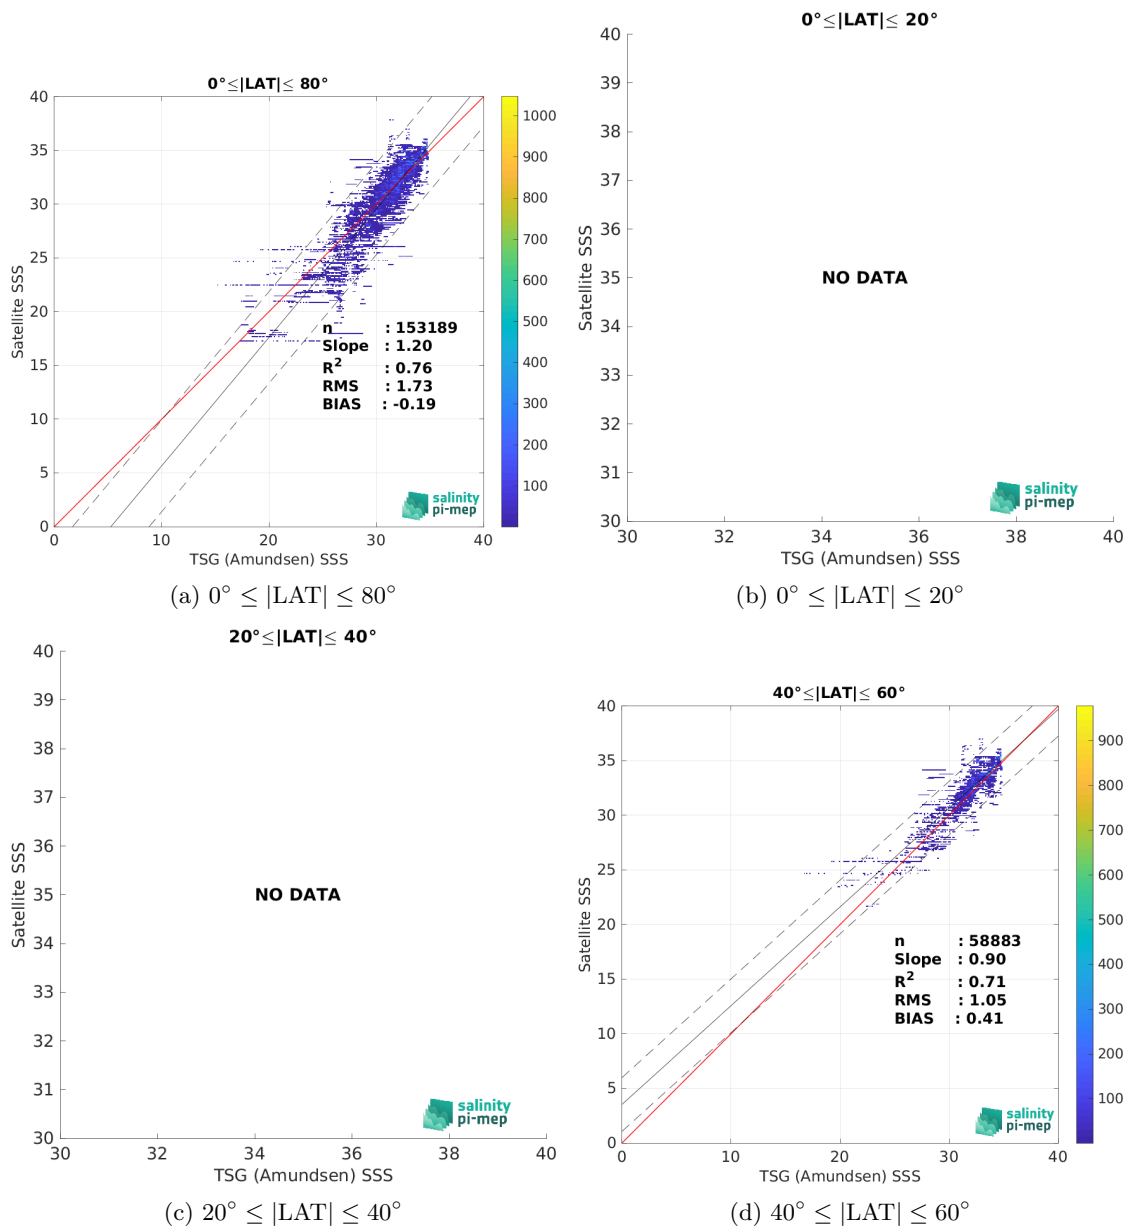 0°≤|LAT|≤ 80°
40
35
30
25
20
15
10
5
0
Satellite SSS
0 10 20 30 40
TSG (Amundsen) SSS
n : 153189
Slope : 1.20
R² : 0.76
RMS : 1.73
BIAS : -0.19
salinity
pi-mep
1000
900
800
700
600
500
400
300
200
100
(a) 0° ≤ |LAT| ≤ 80°
0°≤|LAT|≤ 20°
40
39
38
37
36
35
34
33
32
31
30
Satellite SSS
NO DATA
salinity
pi-mep
30 32 34 36 38 40
TSG (Amundsen) SSS
(b) 0° ≤ |LAT| ≤ 20°
20°≤|LAT|≤ 40°
40
39
38
37
36
35
34
33
32
31
30
Satellite SSS
NO DATA
salinity
pi-mep
30 32 34 36 38 40
TSG (Amundsen) SSS
(c) 20° ≤ |LAT| ≤ 40°
40°≤|LAT|≤ 60°
40
35
30
25
20
15
10
5
0
Satellite SSS
n : 58883
Slope : 0.90
R² : 0.71
RMS : 1.05
BIAS : 0.41
salinity
pi-mep
0 10 20 30 40
TSG (Amundsen) SSS
900
800
700
600
500
400
300
200
100
(d) 40° ≤ |LAT| ≤ 60°